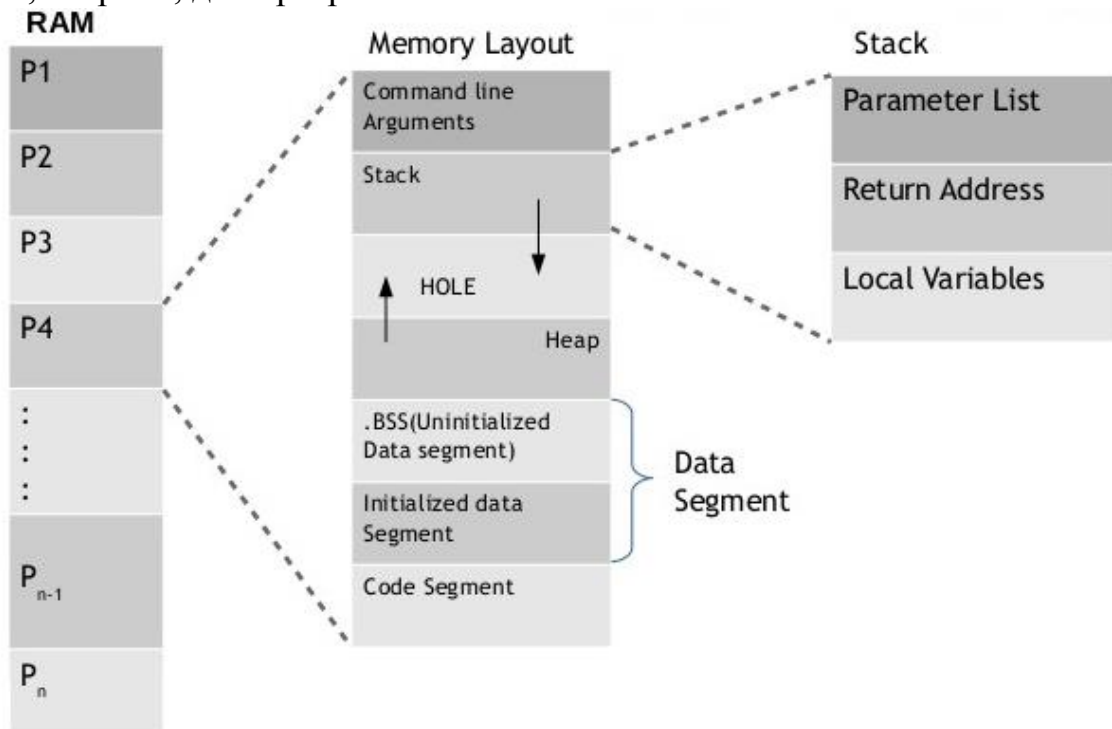 RAM
P1
P2
P3
P4
:
:
:
P n-1
P n
Memory Layout
Command line
Arguments
Stack
HOLE
Heap
.BSS(Uninitialized
Data segment)
Initialized data
Segment
Code Segment
Data
Segment
Stack
Parameter List
Return Address
Local Variables